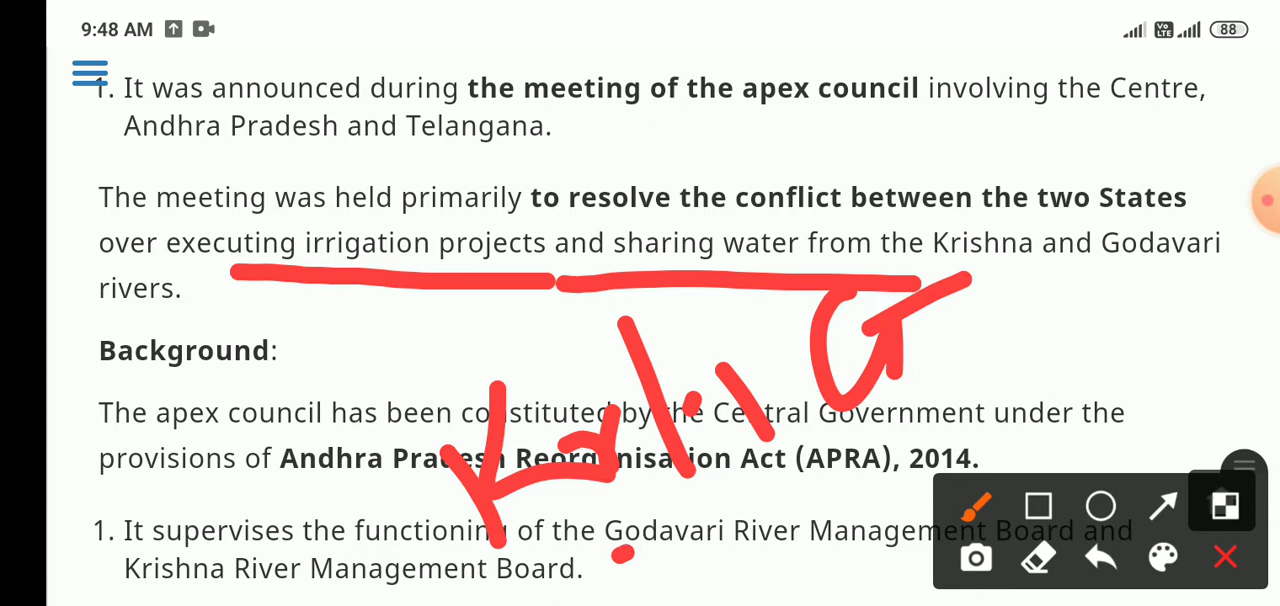 9:48 AM
Vo LTE 88
1. It was announced during the meeting of the apex council involving the Centre,
Andhra Pradesh and Telangana.
The meeting was held primarily to resolve the conflict between the two States
over executing irrigation projects and sharing water from the Krishna and Godavari
rivers.
Background:
The apex council has been constituted by the Central Government under the
provisions of Andhra Pradesh Reorganisation Act (APRA), 2014.
1. It supervises the functioning of the Godavari River Management Board and
Krishna River Management Board.